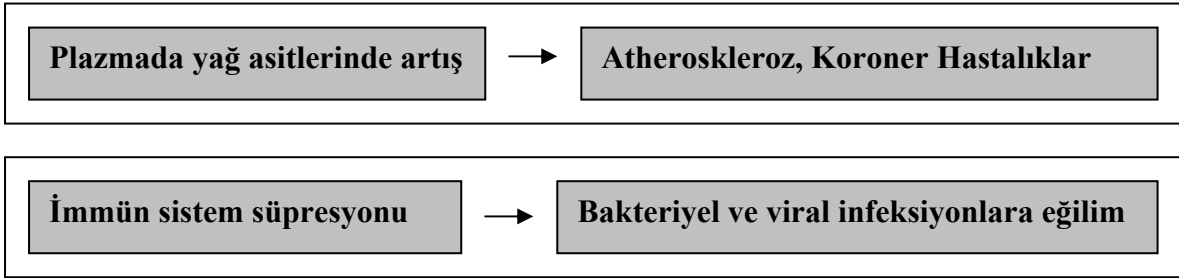 Plazmada yağ asitlerinde artış → Atheroskleroz, Koroner Hastalıklar
İmmün sistem süpresyonu → Bakteriyel ve viral infeksiyonlara eğilim